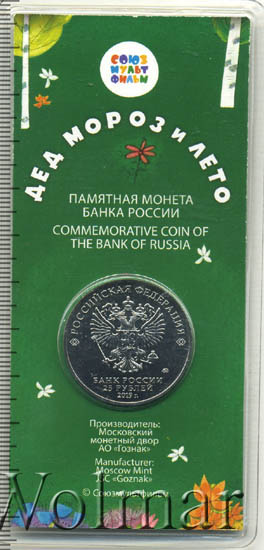 СОЮЗ
МУЛЬТ
ФИЛЬМ
ДЕД МОРОЗ И ЛЕТО
ПАМЯТНАЯ МОНЕТА
БАНКА РОССИИ
COMMEMORATIVE COIN OF
THE BANK OF RUSSIA
РОССИЙСКАЯ ФЕДЕРАЦИЯ
БАНК РОССИИ
25 РУБЛЕЙ
2019 г.
Производитель:
Московский
монетный двор
АО "Гознак"
Manufacturer:
Moscow Mint
JC «Goznak»
© Союзмультфильм
Wolmar